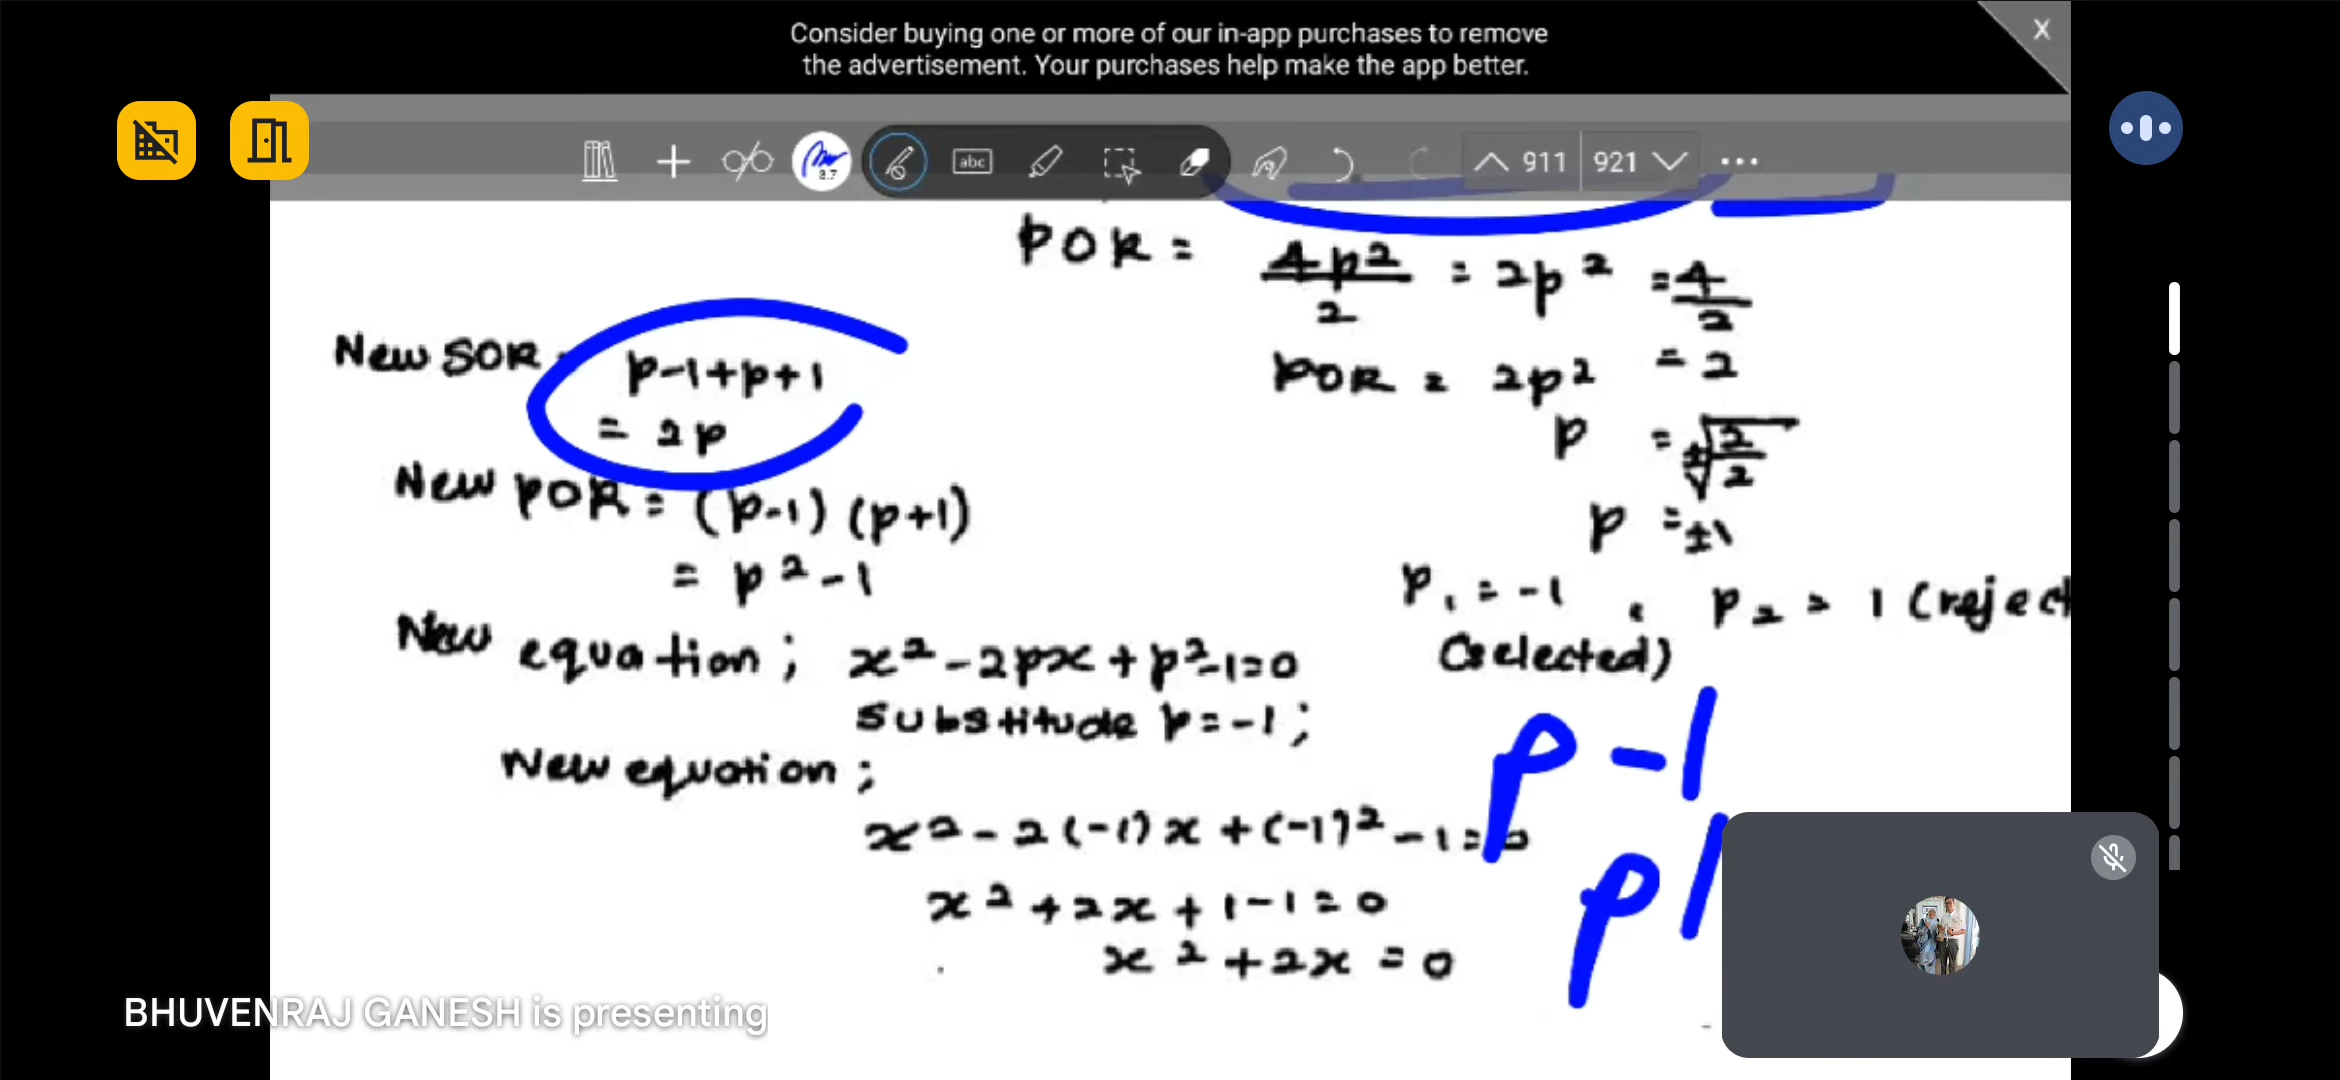 Consider buying one or more of our in-app purchases to remove
the advertisement. Your purchases help make the app better.
X
abc
8.7
911 921
POR = 4p2 / 2 = 2p² = 4 / 2
New SOR = p-1+p+1
= 2p
POR = 2p² = 2
p = ±√2/2
p = ±1
New POR = (p-1) (p+1)
= p² - 1
p₁ = -1 , p₂ = 1 (reject
(selected)
New equation ; x² - 2px + p²-1=0
substitude p = -1 ;
New equation ;
x² - 2(-1)x + (-1)² - 1 = 0
x² + 2x + 1 - 1 = 0
x² + 2x = 0
p - 1
p 1
BHUVENRAJ GANESH is presenting